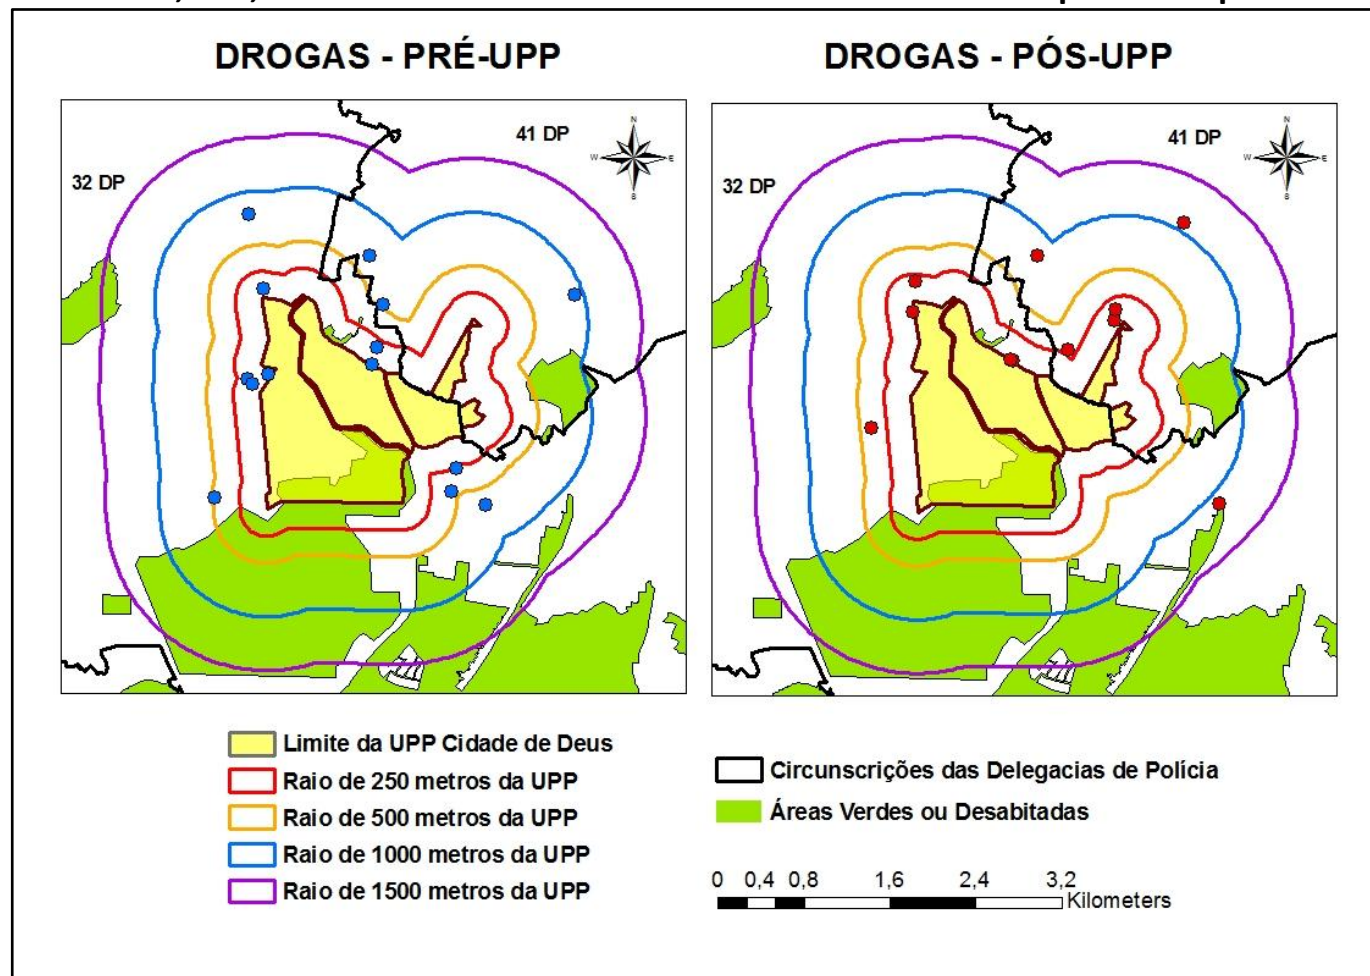 DROGAS - PRÉ-UPP
DROGAS - PÓS-UPP
41 DP
32 DP
N
W
E
S
41 DP
32 DP
N
W
E
S
Limite da UPP Cidade de Deus
Raio de 250 metros da UPP
Raio de 500 metros da UPP
Raio de 1000 metros da UPP
Raio de 1500 metros da UPP
Circunscrições das Delegacias de Polícia
Áreas Verdes ou Desabitadas
0 0,4 0,8 1,6 2,4 3,2
Kilometers